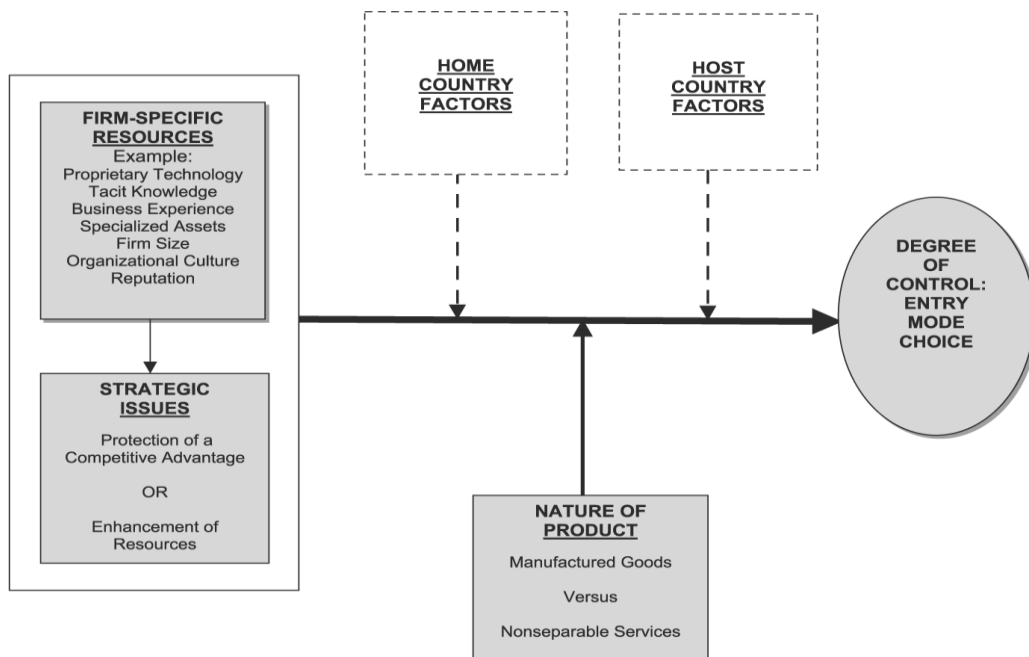 HOME
COUNTRY
FACTORS
HOST
COUNTRY
FACTORS
FIRM-SPECIFIC
RESOURCES
Example:
Proprietary Technology
Tacit Knowledge
Business Experience
Specialized Assets
Firm Size
Organizational Culture
Reputation
STRATEGIC
ISSUES
Protection of a
Competitive Advantage
OR
Enhancement of
Resources
NATURE OF
PRODUCT
Manufactured Goods
Versus
Nonseparable Services
DEGREE
OF
CONTROL:
ENTRY
MODE
CHOICE